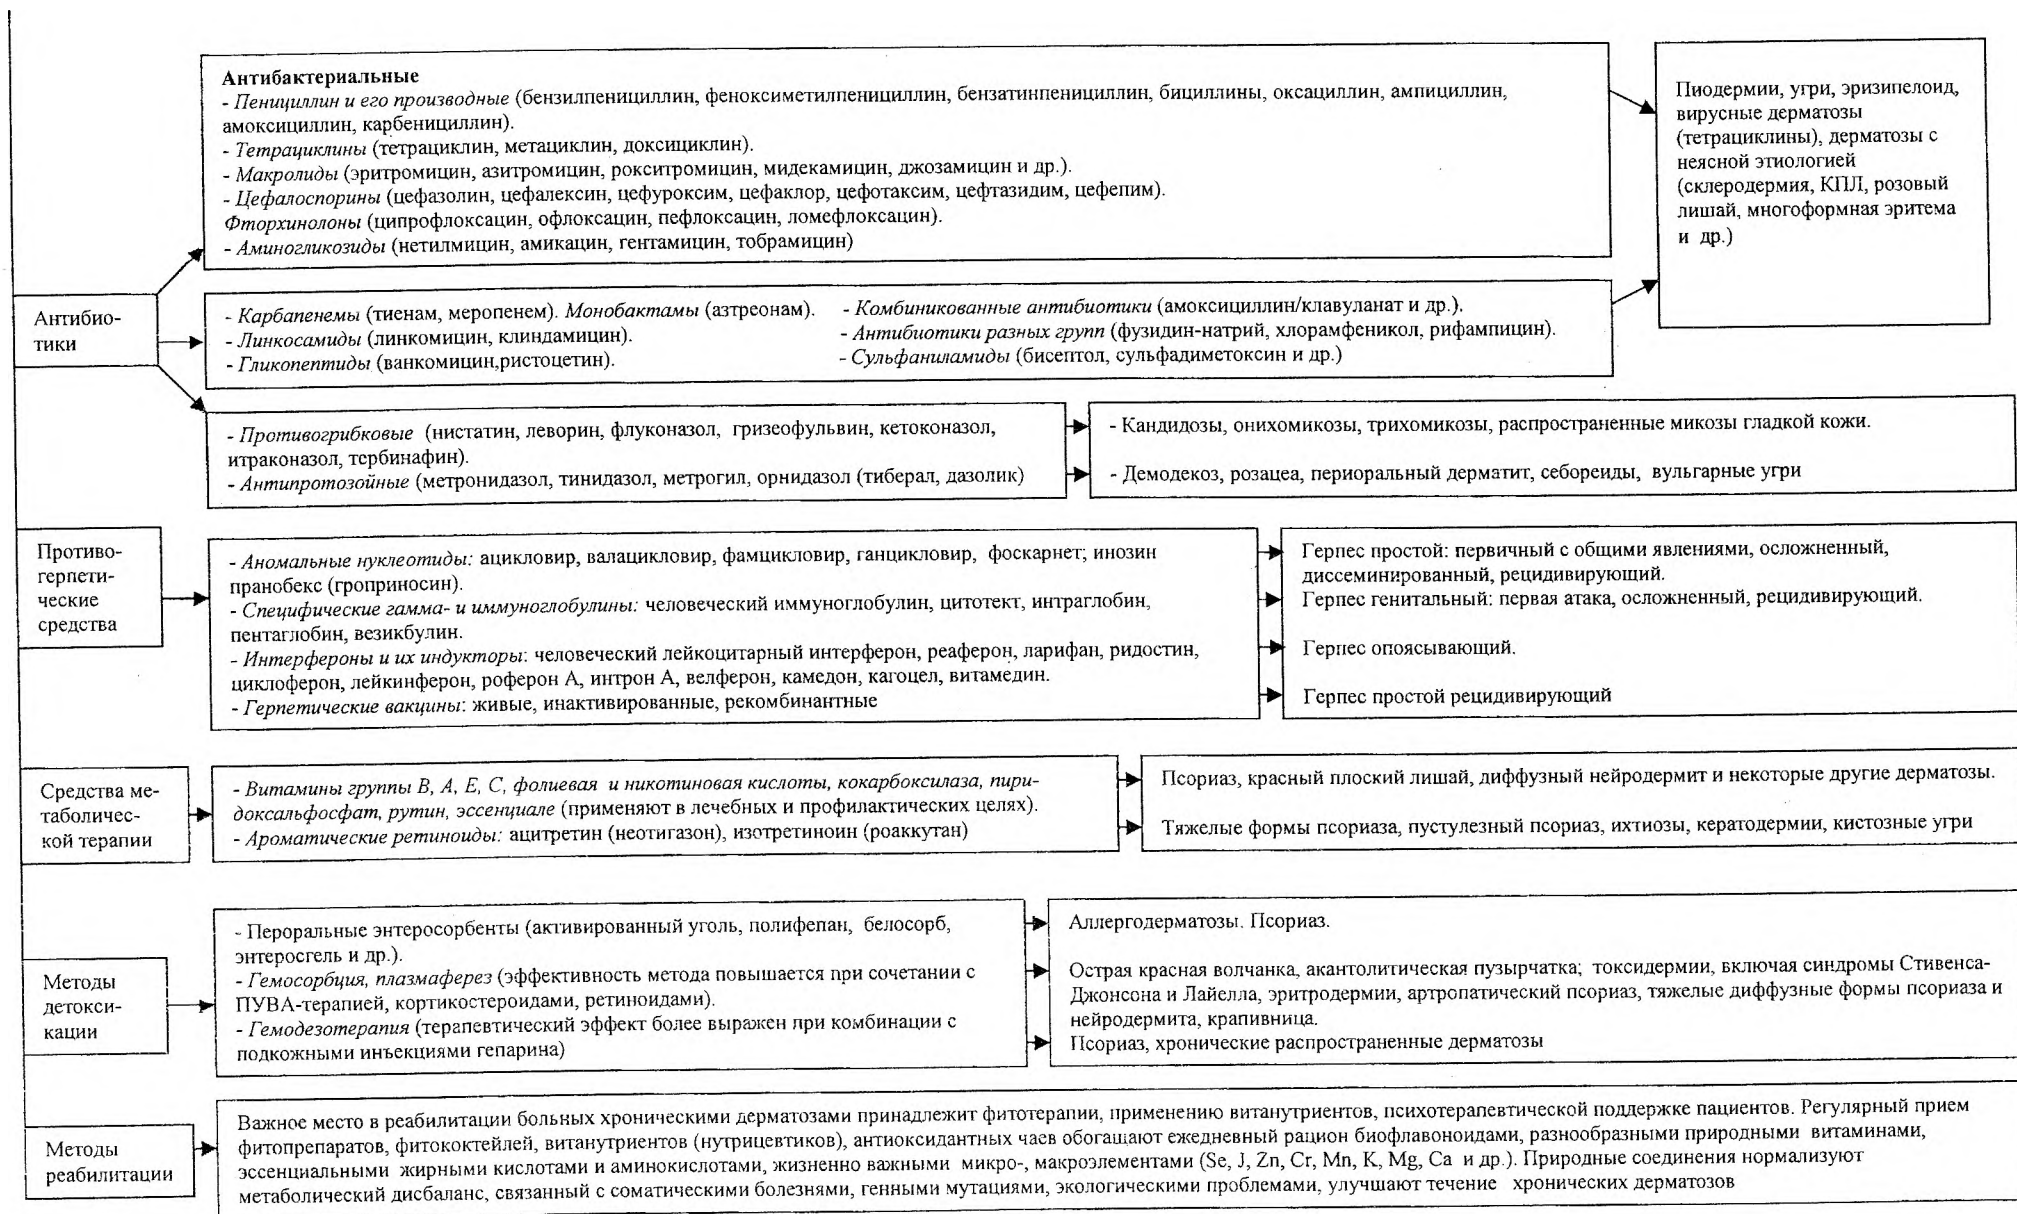 Антибактериальные
- Пенициллин и его производные (бензилпенициллин, феноксиметилпенициллин, бензатинпенициллин, бициллины, оксациллин, ампициллин,
амоксициллин, карбенициллин).
- Тетрациклины (тетрациклин, метациклин, доксициклин).
- Макролиды (эритромицин, азитромицин, рокситромицин, мидекамицин, джозамицин и др.).
- Цефалоспорины (цефазолин, цефалексин, цефуроксим, цефаклор, цефотаксим, цефтазидим, цефепим).
Фторхинолоны (ципрофлоксацин, офлоксацин, пефлоксацин, ломефлоксацин).
- Аминогликозиды (нетилмицин, амикацин, гентамицин, тобрамицин)
Пиодермии, угри, эризипелоид,
вирусные дерматозы
(тетрациклины), дерматозы с
неясной этиологией
(склеродермия, КПЛ, розовый
лишай, многоформная эритема
и др.)
Антибио-
тики
- Карбапенемы (тиенам, меропенем). Монобактамы (азтреонам).
- Линкосамиды (линкомицин, клиндамицин).
- Гликопептиды (ванкомицин,ристоцетин).
- Комбиникованные антибиотики (амоксициллин/клавуланат и др.).
- Антибиотики разных групп (фузидин-натрий, хлорамфеникол, рифампицин).
- Сульфаниламиды (бисептол, сульфадиметоксин и др.)
- Противогрибковые (нистатин, леворин, флуконазол, гризеофульвин, кетоконазол,
итраконазол, тербинафин).
- Антипротозойные (метронидазол, тинидазол, метрогил, орнидазол (тиберал, дазолик)
- Кандидозы, онихомикозы, трихомикозы, распространенные микозы гладкой кожи.
- Демодекоз, розацеа, периоральный дерматит, себореиды, вульгарные угри
Противо-
герпети-
ческие
средства
- Аномальные нуклеотиды: ацикловир, валацикловир, фамцикловир, ганцикловир, фоскарнет; инозин
пранобекс (гроприносин).
- Специфические гамма- и иммуноглобулины: человеческий иммуноглобулин, цитотект, интраглобин,
пентаглобин, везикбулин.
- Интерфероны и их индукторы: человеческий лейкоцитарный интерферон, реаферон, ларифан, ридостин,
циклоферон, лейкинферон, роферон А, интрон А, велферон, камедон, кагоцел, витамедин.
- Герпетические вакцины: живые, инактивированные, рекомбинантные
Герпес простой: первичный с общими явлениями, осложненный,
диссеминированный, рецидивирующий.
Герпес генитальный: первая атака, осложненный, рецидивирующий.
Герпес опоясывающий.
Герпес простой рецидивирующий
Средства ме-
таболичес-
кой терапии
- Витамины группы В, А, Е, С, фолиевая и никотиновая кислоты, кокарбоксилаза, пири-
доксальфосфат, рутин, эссенциале (применяют в лечебных и профилактических целях).
- Ароматические ретиноиды: ацитретин (неотигазон), изотретиноин (роаккутан)
Псориаз, красный плоский лишай, диффузный нейродермит и некоторые другие дерматозы.
Тяжелые формы псориаза, пустулезный псориаз, ихтиозы, кератодермии, кистозные угри
Методы
детокси-
кации
- Пероральные энтеросорбенты (активированный уголь, полифепан, белосорб,
энтеросгель и др.).
- Гемосорбция, плазмаферез (эффективность метода повышается при сочетании с
ПУВА-терапией, кортикостероидами, ретиноидами).
- Гемодезотерапия (терапевтический эффект более выражен при комбинации с
подкожными инъекциями гепарина)
Аллергодерматозы. Псориаз.
Острая красная волчанка, акантолитическая пузырчатка; токсидермии, включая синдромы Стивенса-
Джонсона и Лайелла, эритродермии, артропатический псориаз, тяжелые диффузные формы псориаза и
нейродермита, крапивница.
Псориаз, хронические распространенные дерматозы
Методы
реабилитации
Важное место в реабилитации больных хроническими дерматозами принадлежит фитотерапии, применению витанутриентов, психотерапевтической поддержке пациентов. Регулярный прием
фитопрепаратов, фитококтейлей, витанутриентов (нутрицевтиков), антиоксидантных чаев обогащают ежедневный рацион биофлавоноидами, разнообразными природными витаминами,
эссенциальными жирными кислотами и аминокислотами, жизненно важными микро-, макроэлементами (Se, J, Zn, Cr, Mn, K, Mg, Ca и др.). Природные соединения нормализуют
метаболический дисбаланс, связанный с соматическими болезнями, генными мутациями, экологическими проблемами, улучшают течение хронических дерматозов